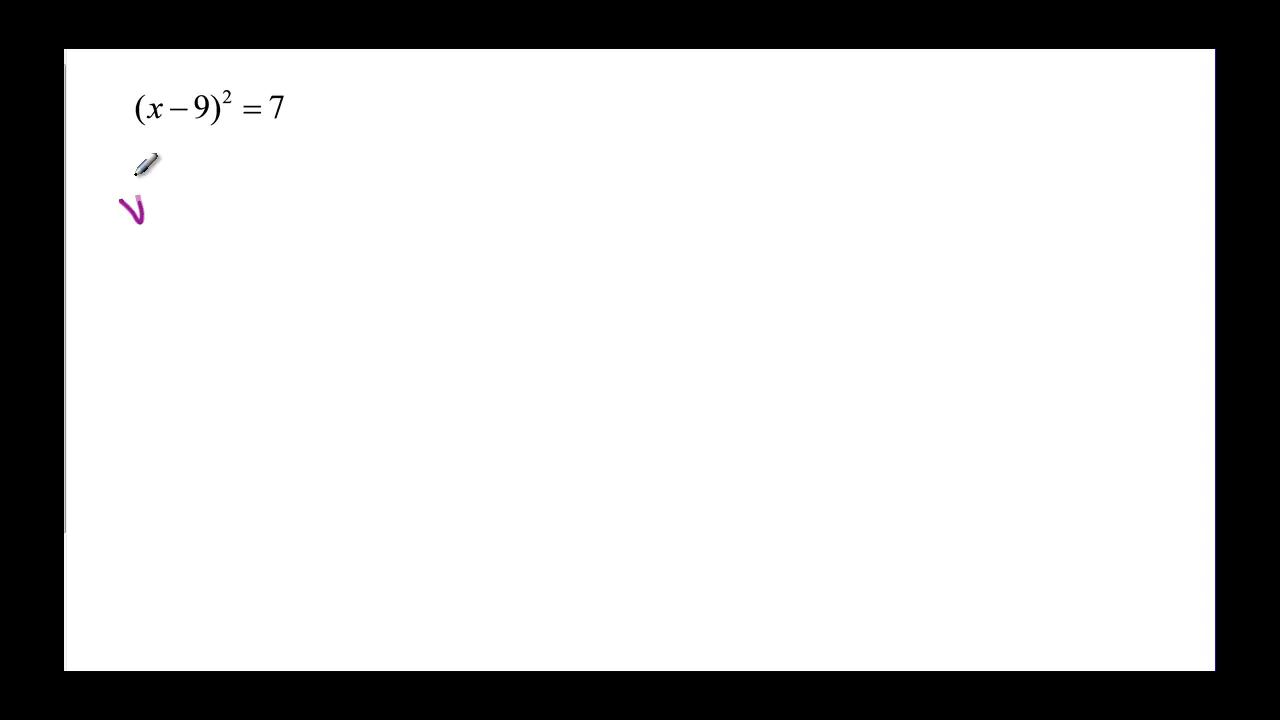 (x − 9)² = 7